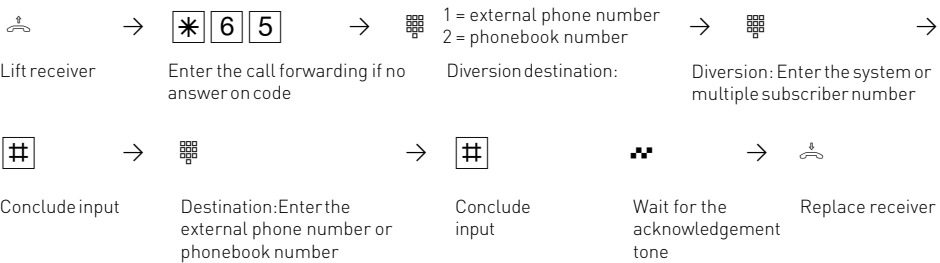 → * 6 5 → 1 = external phone number → →
2 = phonebook number
Lift receiver Enter the call forwarding if no Diversion destination: Diversion: Enter the system or
answer on code multiple subscriber number
# → → # → 
Conclude input Destination: Enter the Conclude Wait for the Replace receiver
external phone number or input acknowledgement
phonebook number tone